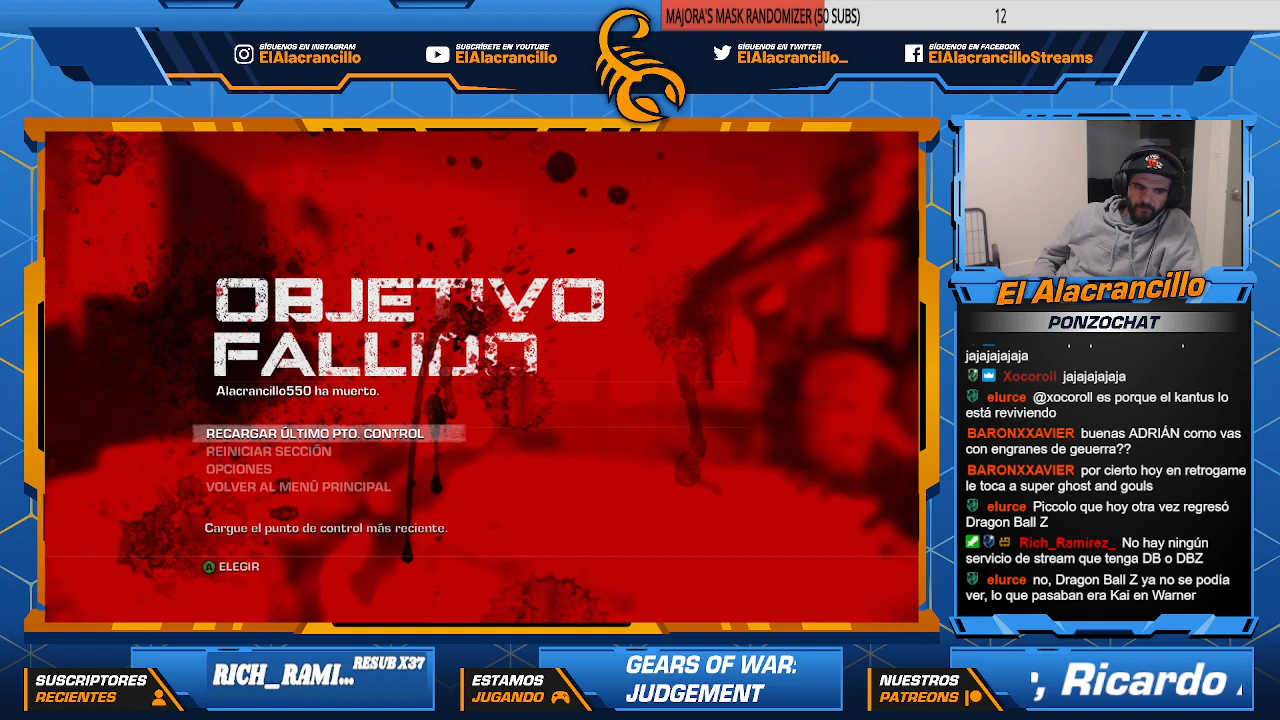 MAJORA'S MASK RANDOMIZER (50 SUBS) 12
SÍGUENOS EN INSTAGRAM
ElAlacrancillo
SUSCRÍBETE EN YOUTUBE
ElAlacrancillo
SÍGUENOS EN TWITTER
ElAlacrancillo_
SÍGUENOS EN FACEBOOK
ElAlacrancilloStreams
OBJETIVO
FALLIDO
Alacrancillo550 ha muerto.
RECARGAR ÚLTIMO PTO. CONTROL
REINICIAR SECCIÓN
OPCIONES
VOLVER AL MENÚ PRINCIPAL
Cargue el punto de control más reciente.
A ELEGIR
El Alacrancillo
PONZOCHAT
jajajajajaja
Xocoroll jajajajajaja
elurce @xocoroll es porque el kantus lo
está reviviendo
BARONXXAVIER buenas ADRIÁN como vas
con engranes de geuerra??
BARONXXAVIER por cierto hoy en retrogame
le toca a super ghost and gouls
elurce Piccolo que hoy otra vez regresó
Dragon Ball Z
Rich_Ramirez_ No hay ningún
servicio de stream que tenga DB o DBZ
elurce no, Dragon Ball Z ya no se podía
ver, lo que pasaban era Kai en Warner
SUSCRIPTORES
RECIENTES
RICH_RAMI... RESUB X37
ESTAMOS
JUGANDO
GEARS OF WAR:
JUDGEMENT
NUESTROS
PATREONS
, Ricardo